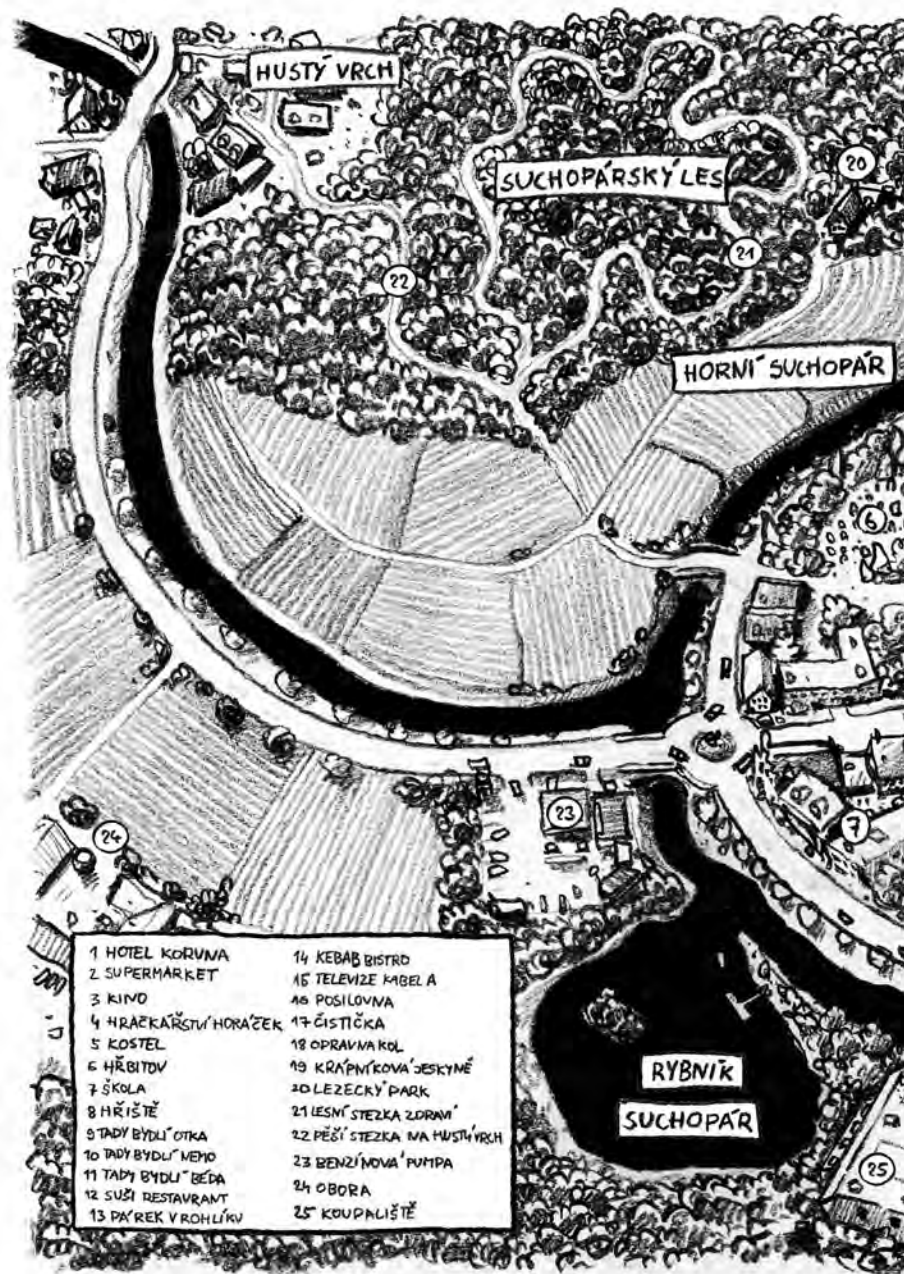 HUSTÝ VRCH
SUCHOPÁRSKÝ LES
20
21
22
HORNÍ SUCHOPÁR
6
23
7
24
1 HOTEL KORUNA
2 SUPERMARKET
3 KINO
4 HRAČKÁŘSTVÍ HORÁČEK
5 KOSTEL
6 HŘBITOV
7 ŠKOLA
8 HŘIŠTĚ
9 TADY BYDLÍ OTKA
10 TADY BYDLÍ NEMO
11 TADY BYDLÍ BÉĎA
12 SUŠI RESTAURANT
13 PÁREK V ROHLÍKU
14 KEBAB BISTRO
15 TELEVIZE KABEL A
16 POSILOVNA
17 ČISTIČKA
18 OPRAVNA KOL
19 KRÁPNÍKOVÁ JESKYNĚ
20 LEZECKÝ PARK
21 LESNÍ STEZKA ZDRAVÍ
22 PĚŠÍ STEZKA NA HUSTÝ VRCH
23 BENZÍNOVÁ PUMPA
24 OBORA
25 KOUPALIŠTĚ
RYBNÍK
SUCHOPÁR
25